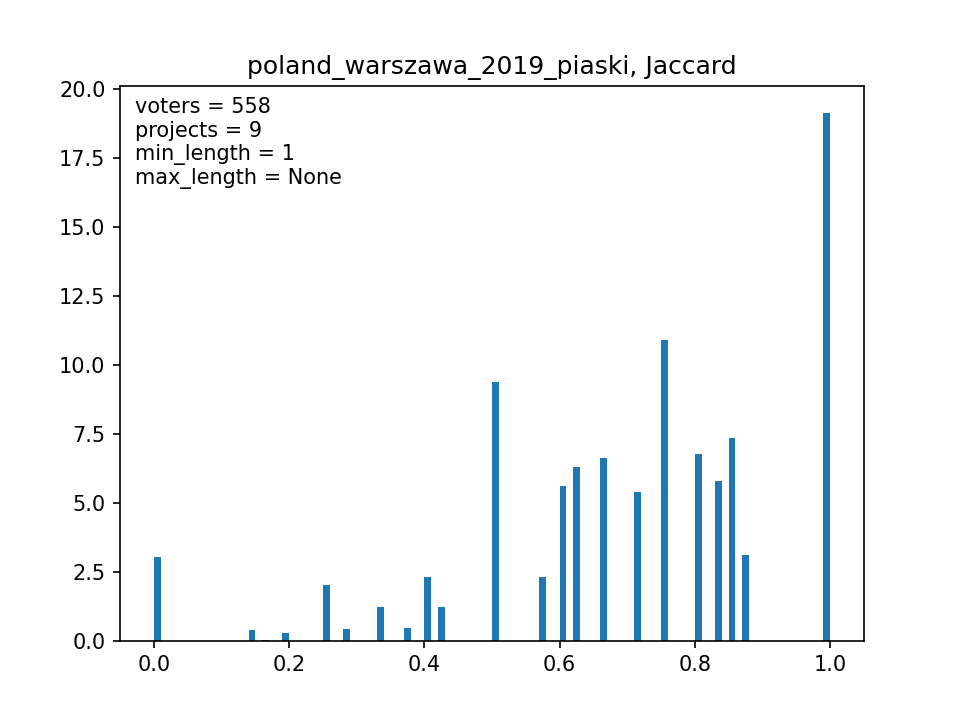 poland_warszawa_2019_piaski, Jaccard
20.0
17.5
15.0
12.5
10.0
7.5
5.0
2.5
0.0
voters = 558
projects = 9
min_length = 1
max_length = None
0.0 0.2 0.4 0.6 0.8 1.0